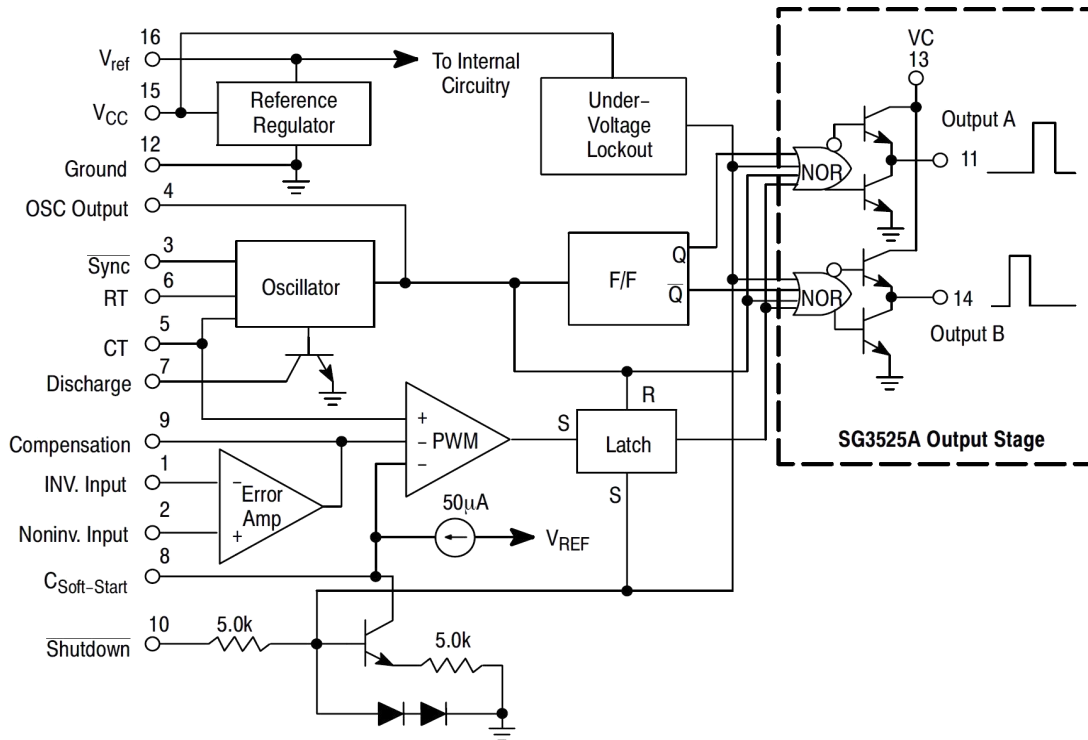 16
Vref
To Internal
Circuitry
15
VCC
Reference
Regulator
Under–
Voltage
Lockout
12
Ground
4
OSC Output
3
Sync
6
RT
5
CT
7
Discharge
Oscillator
F/F
Q
Q
9
Compensation
1
INV. Input
2
Noninv. Input
8
CSoft–Start
10
Shutdown
+
–
–
PWM
–
Error
Amp
+
S
R
Latch
S
50µA
VREF
5.0k
5.0k
VC
13
Output A
NOR
11
NOR
14
Output B
SG3525A Output Stage